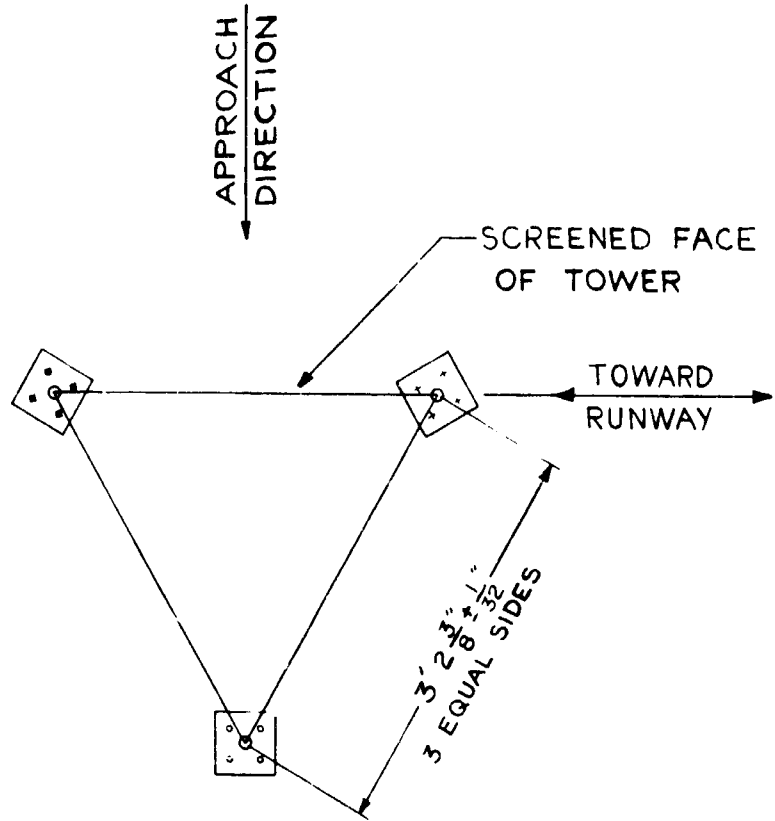 APPROACH
DIRECTION
SCREENED FACE
OF TOWER
TOWARD
RUNWAY
3' 2 3/8" ± 1/32"
3 EQUAL SIDES